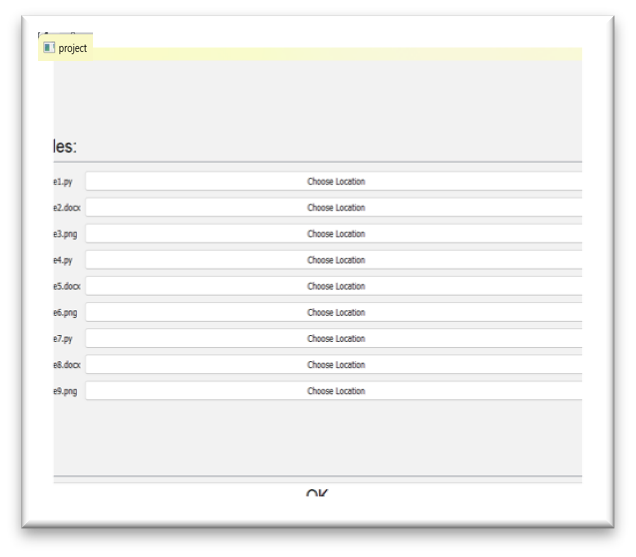 project
les:
e1.py Choose Location
e2.docx Choose Location
e3.png Choose Location
e4.py Choose Location
e5.docx Choose Location
e6.png Choose Location
e7.py Choose Location
e8.docx Choose Location
e9.png Choose Location
OK